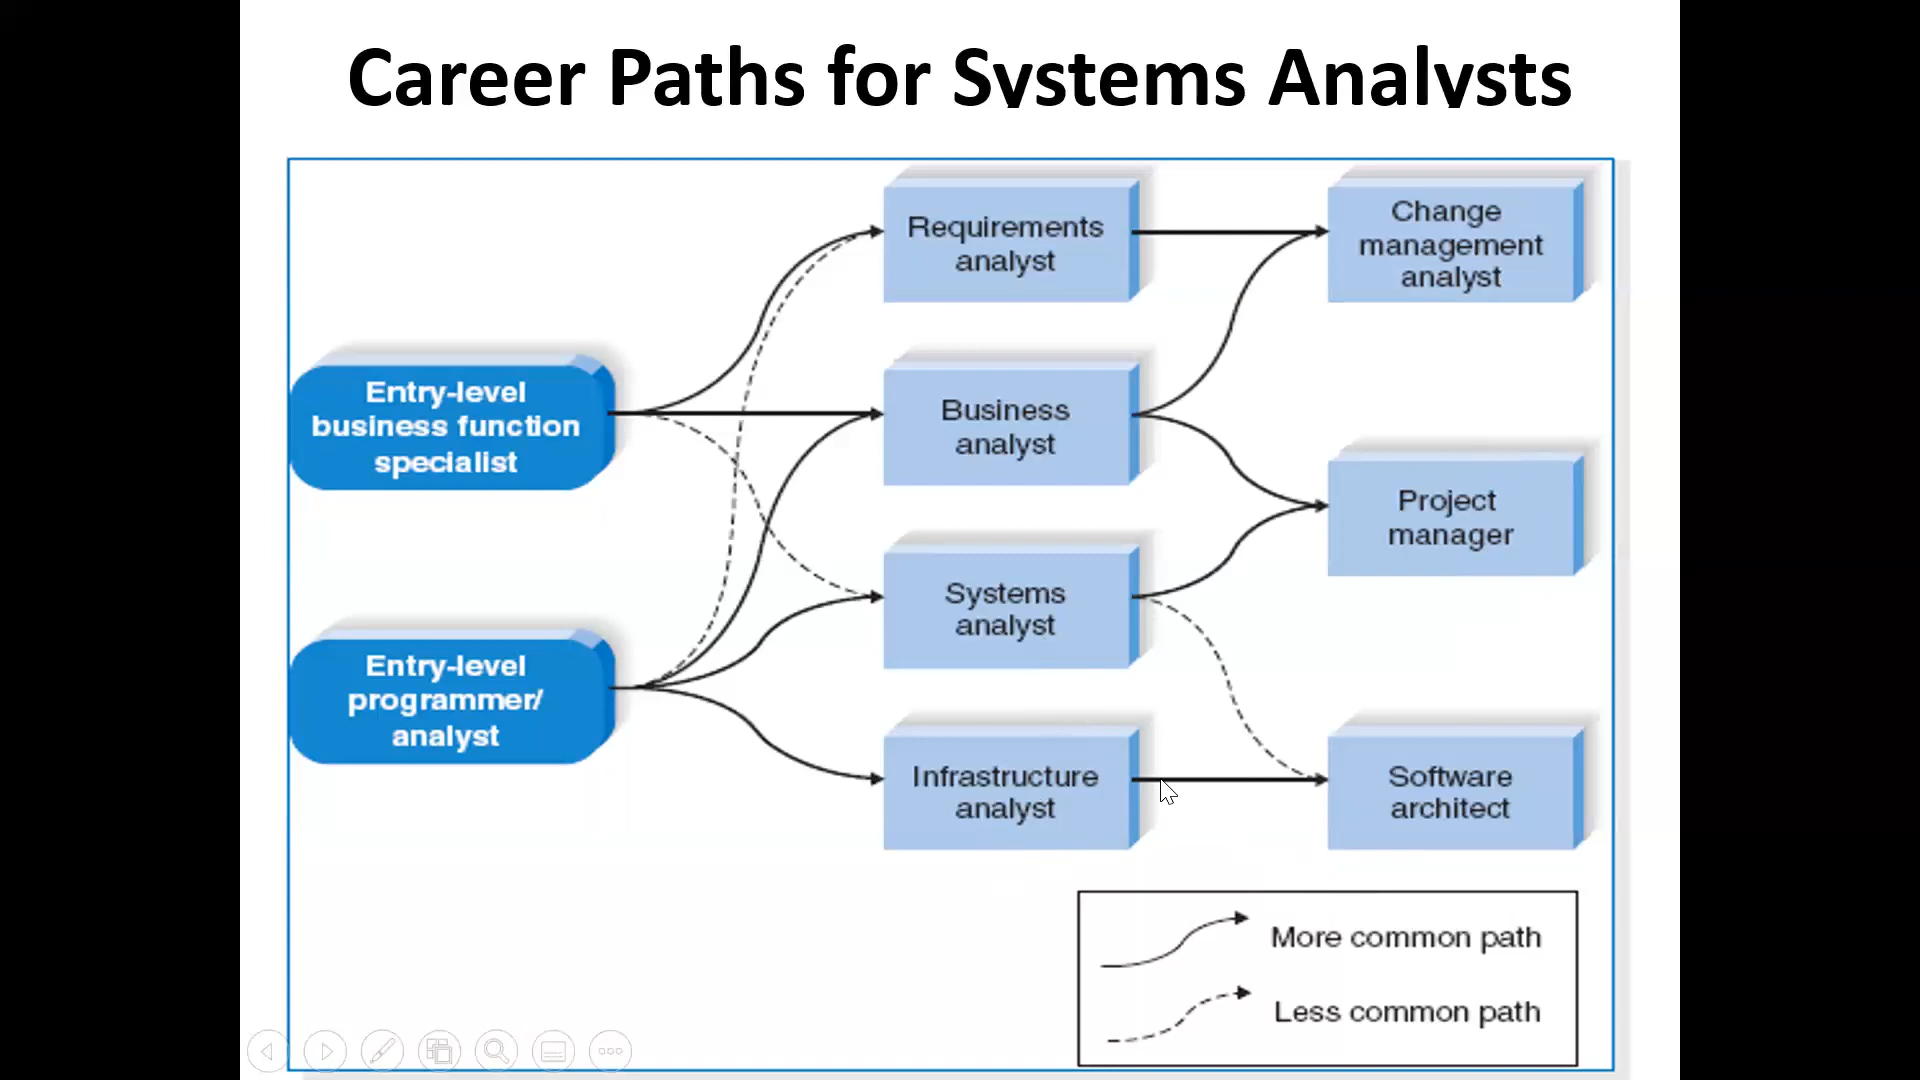 Career Paths for Systems Analysts
Requirements
analyst
Change
management
analyst
Entry-level
business function
specialist
Business
analyst
Project
manager
Systems
analyst
Entry-level
programmer/
analyst
Infrastructure
analyst
Software
architect
More common path
Less common path